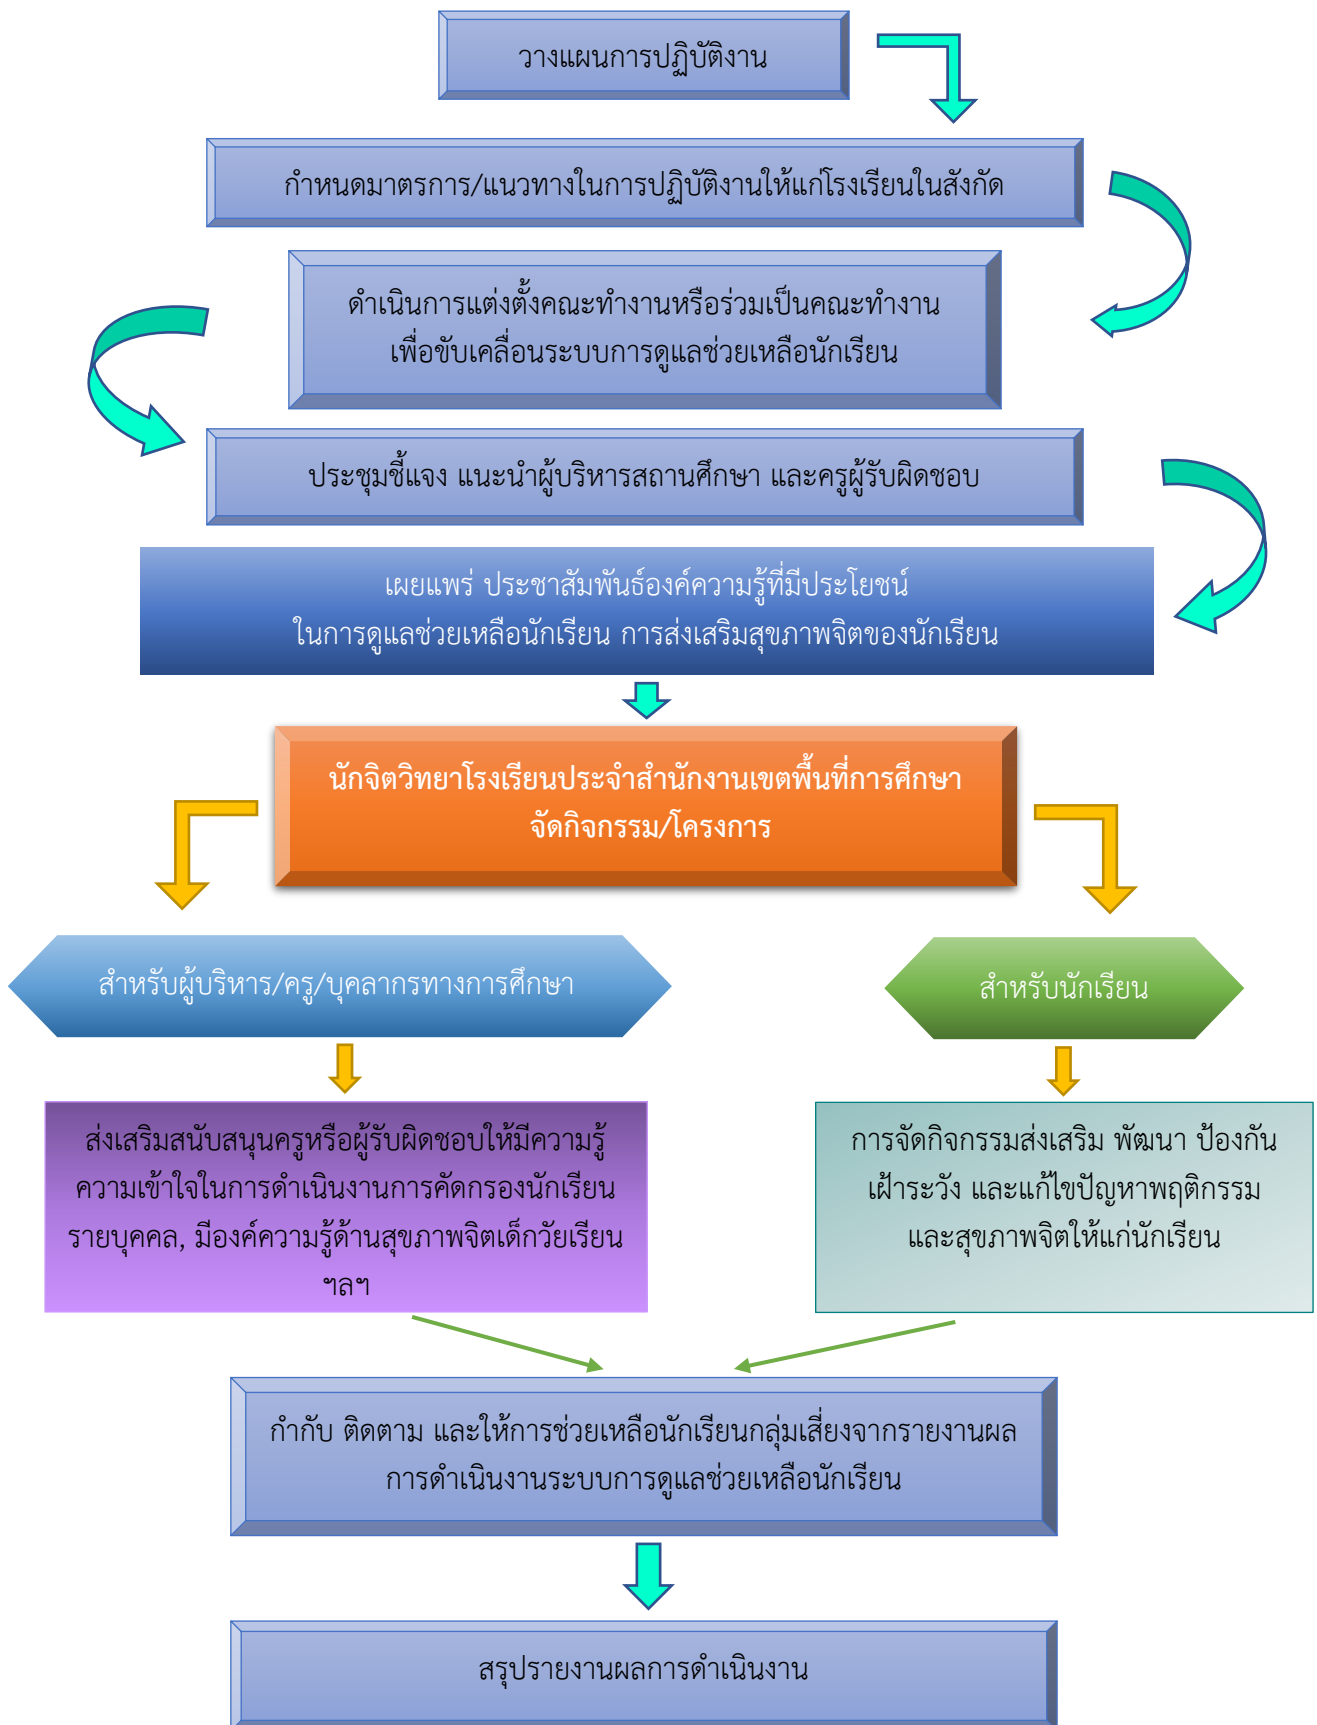 วางแผนการปฏิบัติงาน
กำหนดมาตรการ/แนวทางในการปฏิบัติงานให้แก่โรงเรียนในสังกัด
ดำเนินการแต่งตั้งคณะทำงานหรือร่วมเป็นคณะทำงาน
เพื่อขับเคลื่อนระบบการดูแลช่วยเหลือนักเรียน
ประชุมชี้แจง แนะนำผู้บริหารสถานศึกษา และครูผู้รับผิดชอบ
เผยแพร่ ประชาสัมพันธ์องค์ความรู้ที่มีประโยชน์
ในการดูแลช่วยเหลือนักเรียน การส่งเสริมสุขภาพจิตของนักเรียน
นักจิตวิทยาโรงเรียนประจำสำนักงานเขตพื้นที่การศึกษา
จัดกิจกรรม/โครงการ
สำหรับผู้บริหาร/ครู/บุคลากรทางการศึกษา
สำหรับนักเรียน
ส่งเสริมสนับสนุนครูหรือผู้รับผิดชอบให้มีความรู้
ความเข้าใจในการดำเนินงานการคัดกรองนักเรียน
รายบุคคล, มีองค์ความรู้ด้านสุขภาพจิตเด็กวัยเรียน
ฯลฯ
การจัดกิจกรรมส่งเสริม พัฒนา ป้องกัน
เฝ้าระวัง และแก้ไขปัญหาพฤติกรรม
และสุขภาพจิตให้แก่นักเรียน
กำกับ ติดตาม และให้การช่วยเหลือนักเรียนกลุ่มเสี่ยงจากรายงานผล
การดำเนินงานระบบการดูแลช่วยเหลือนักเรียน
สรุปรายงานผลการดำเนินงาน